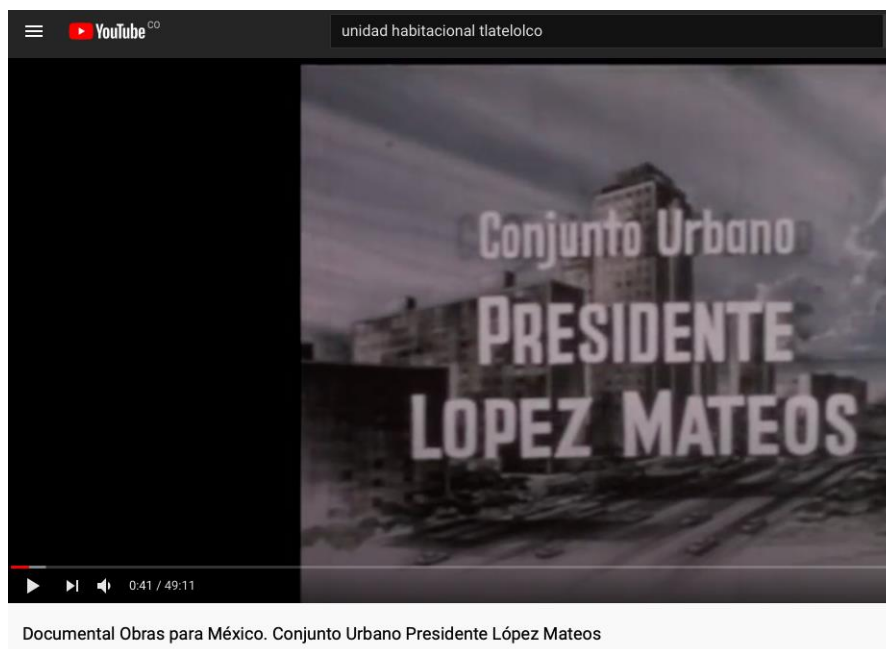 YouTube CO
unidad habitacional tlatelolco
Conjunto Urbano
PRESIDENTE
LOPEZ MATEOS
0:41 / 49:11
Documental Obras para México. Conjunto Urbano Presidente López Mateos